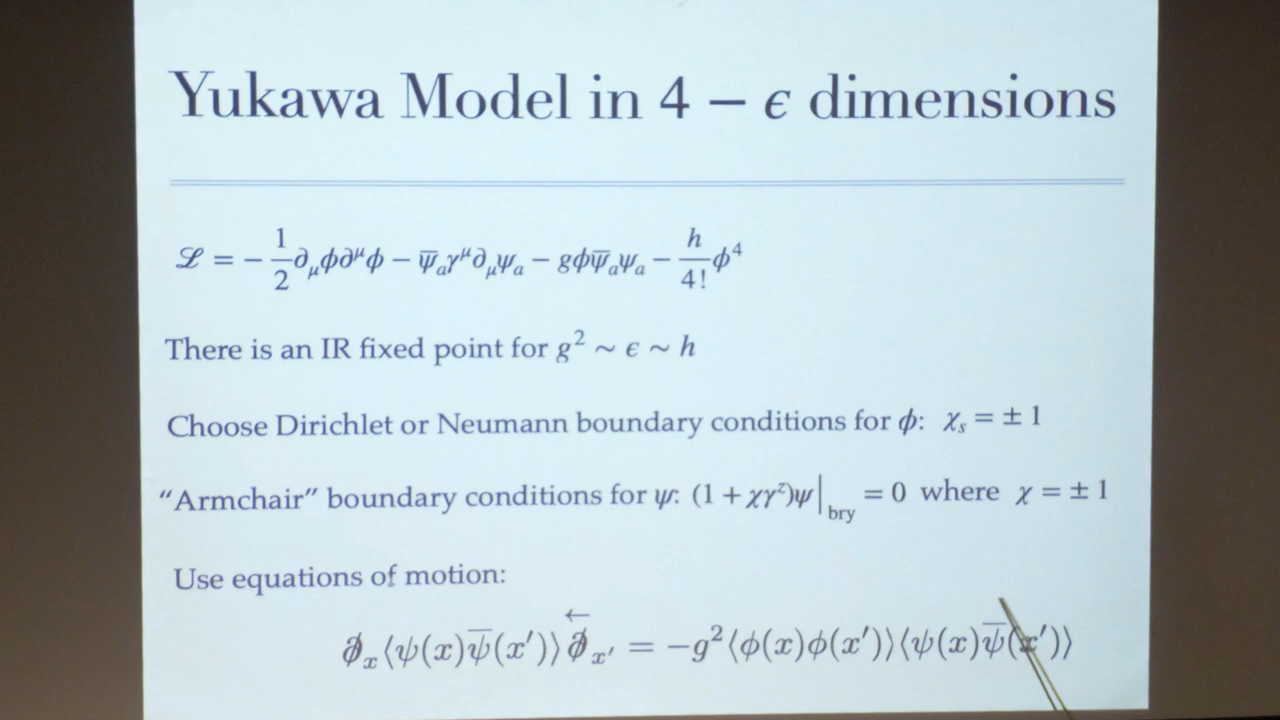 Yukawa Model in 4 − ϵ dimensions
ℒ = − 1/2 ∂_μϕ∂^μϕ − ψ̅_aγ^μ∂_μψ_a − gϕψ̅_aψ_a − h/4! ϕ^4
There is an IR fixed point for g^2 ~ ϵ ~ h
Choose Dirichlet or Neumann boundary conditions for ϕ: χ_s = ± 1
“Armchair” boundary conditions for ψ: (1 + χγ^z)ψ|_bry = 0 where χ = ± 1
Use equations of motion:
∂̸_x⟨ψ(x)ψ̅(x′)⟩∂̸⃖_x′ = −g^2⟨ϕ(x)ϕ(x′)⟩⟨ψ(x)ψ̅(x′)⟩